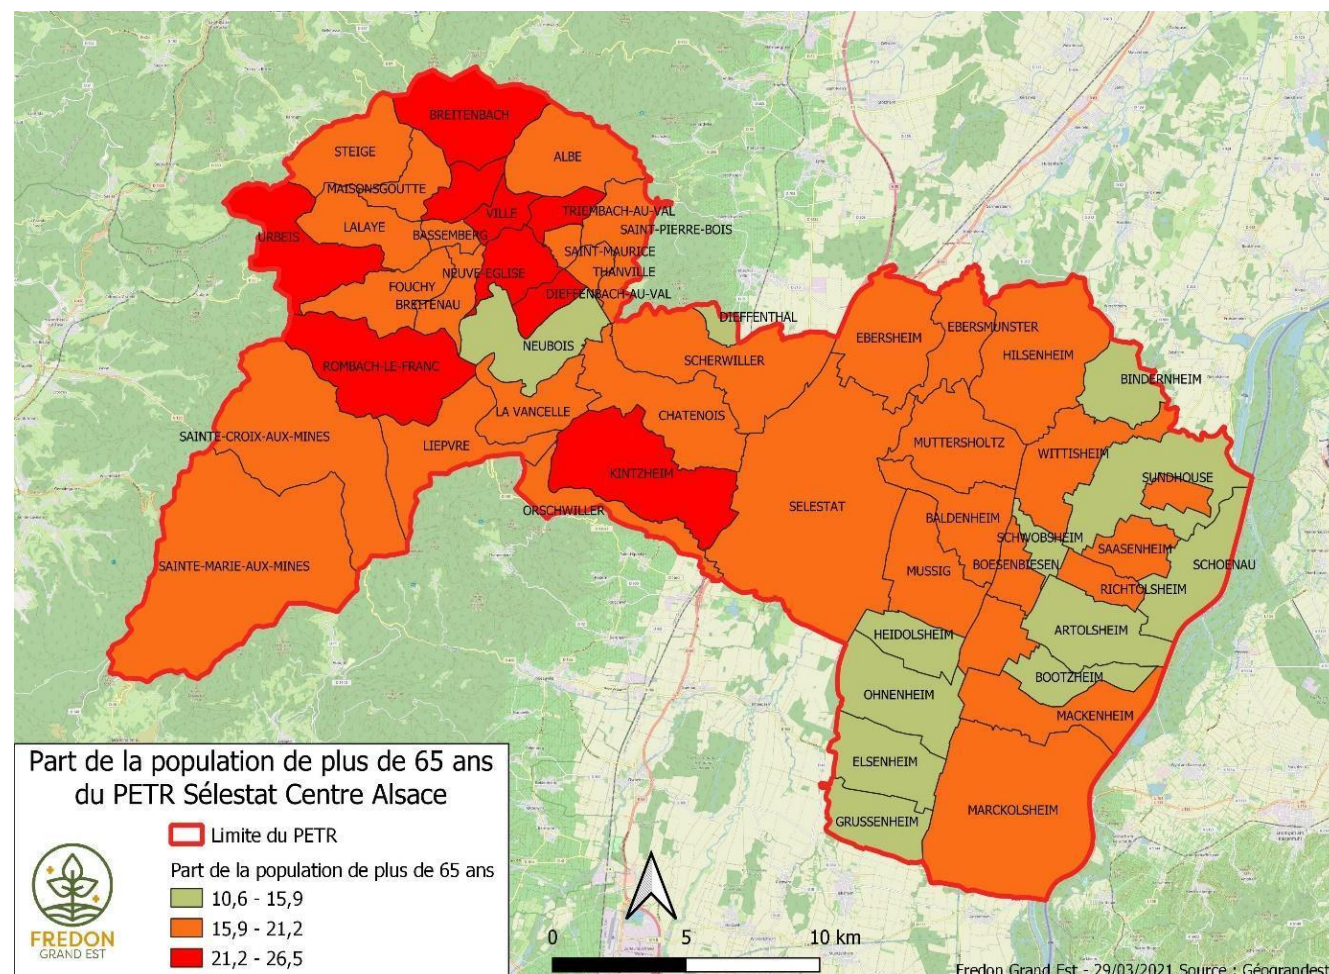 BREITENBACH
STEIGE
ALBE
MAISONSGOUTTE
TRIEMBACH-AU-VAL
VILLE
LALAYE
SAINT-PIERRE-BOIS
URBEIS
BASSEMBERG
SAINT-MAURICE
NEUVE-EGLISE
THANVILLE
FOUCHY
DIEFFENBACH-AU-VAL
BREITENAU
DIEFFENTHAL
EBERSMUNSTER
EBERSHEIM
NEUBOIS
HILSENHEIM
SCHERWILLER
ROMBACH-LE-FRANC
BINDERNHEIM
LA VANCELLE
CHATENOIS
SAINTE-CROIX-AUX-MINES
LIEPVRE
MUTTERSHOLTZ
WITTISHEIM
KINTZHEIM
SUNDHOUSE
SELESTAT
ORSCHWILLER
BALDENHEIM
SCHWOBSHEIM
SAASENHEIM
SAINTE-MARIE-AUX-MINES
MUSSIG
BOESENBIESEN
SCHOENAU
RICHTOLSHEIM
HEIDOLSHEIM
ARTOLSHEIM
BOOTZHEIM
OHNENHEIM
MACKENHEIM
ELSENHEIM
MARCKOLSHEIM
GRUSSENHEIM
Part de la population de plus de 65 ans
du PETR Sélestat Centre Alsace
Limite du PETR
Part de la population de plus de 65 ans
10,6 - 15,9
15,9 - 21,2
21,2 - 26,5
FREDON
GRAND EST
0 5 10 km
Fredon Grand Est - 29/03/2021 Source : Géograndest